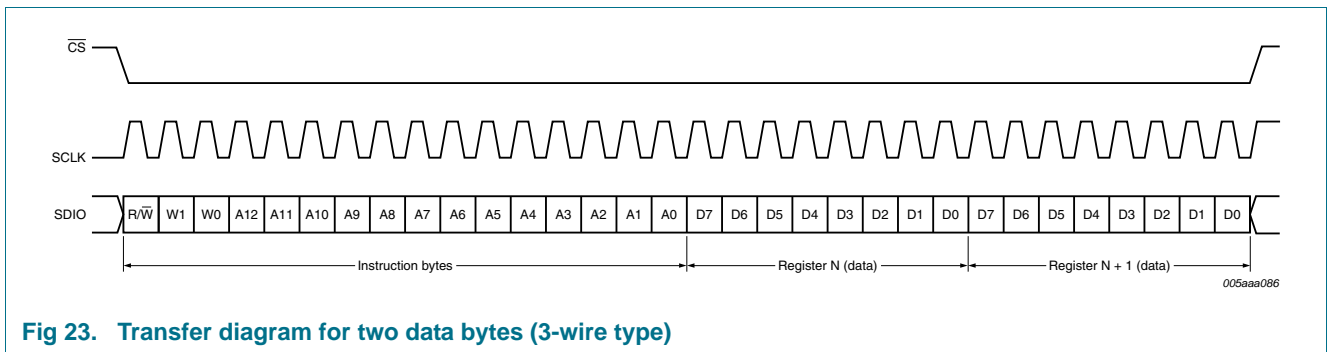 CS
SCLK
SDIO R/W W1 W0 A12 A11 A10 A9 A8 A7 A6 A5 A4 A3 A2 A1 A0 D7 D6 D5 D4 D3 D2 D1 D0 D7 D6 D5 D4 D3 D2 D1 D0
Instruction bytes Register N (data) Register N + 1 (data)
005aaa086
Fig 23. Transfer diagram for two data bytes (3-wire type)